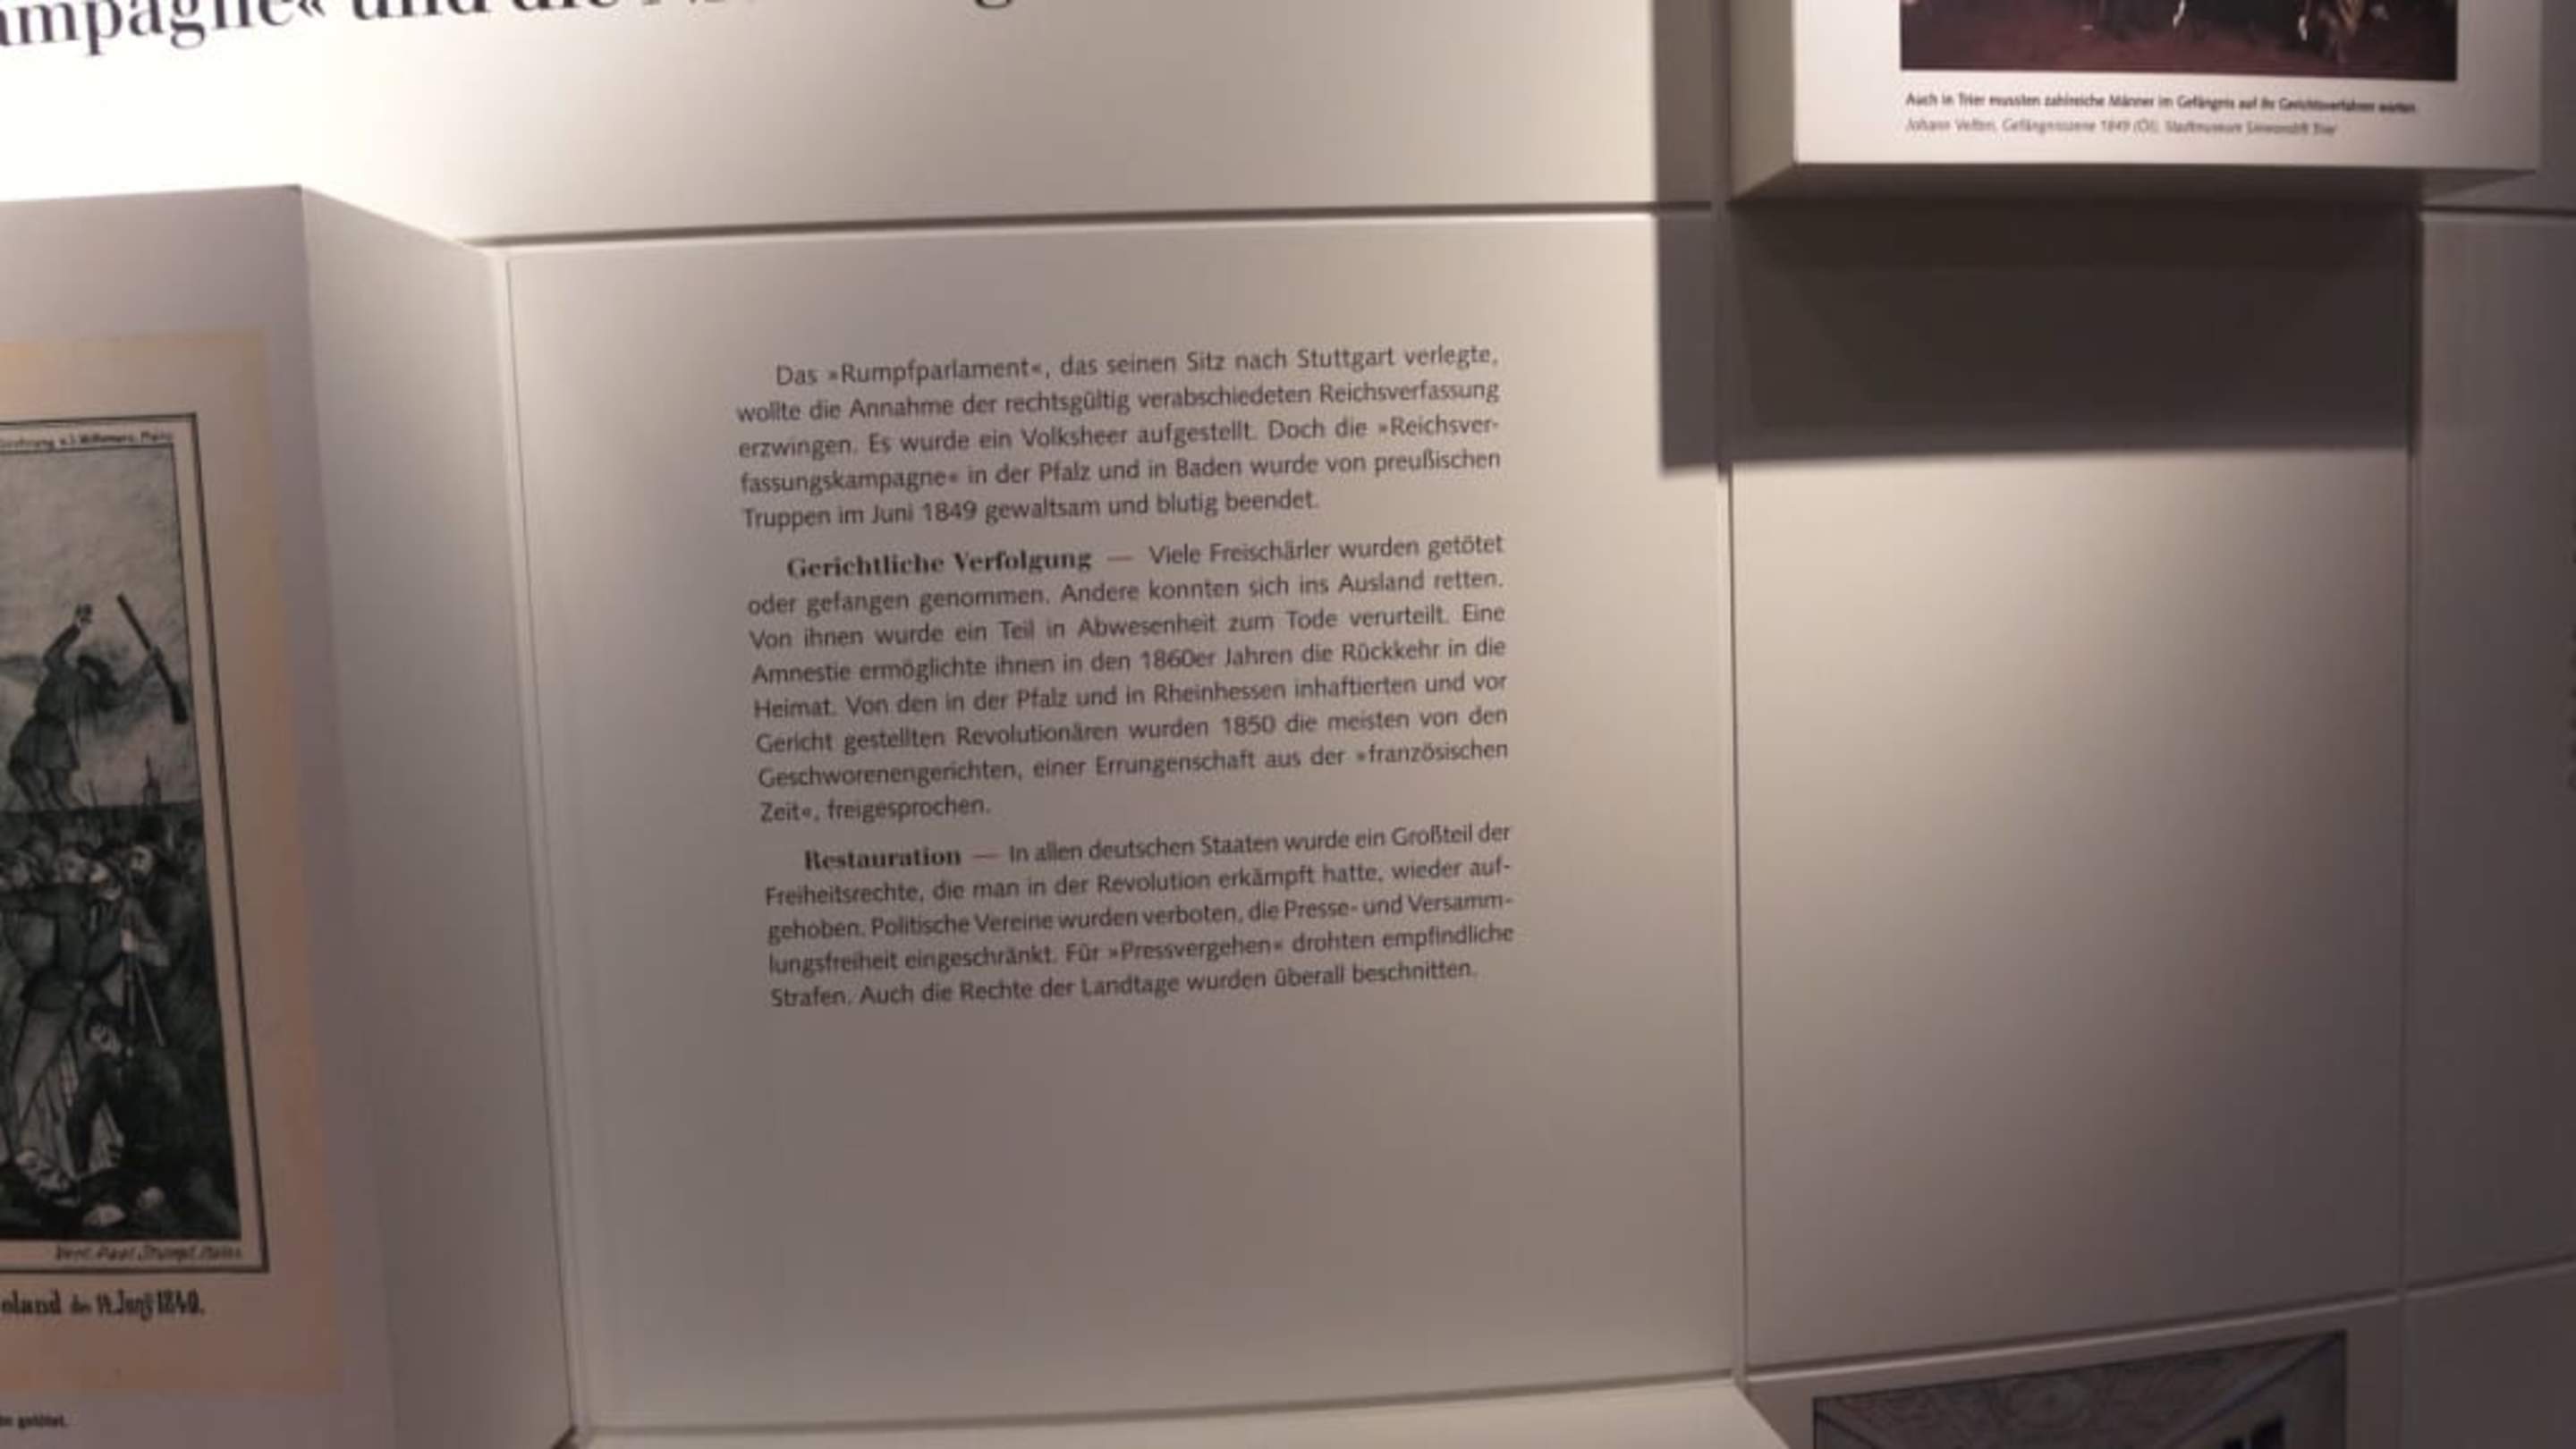 und die
Auch in Trier mussten zahlreiche Männer im Gefängnis auf ihr Gerichtsverfahren warten.
Johann Velten, Gefängnisszene 1849 (Öl), Stadtmuseum Simeonstift Trier
Das »Rumpfparlament«, das seinen Sitz nach Stuttgart verlegte,
wollte die Annahme der rechtsgültig verabschiedeten Reichsverfassung
erzwingen. Es wurde ein Volksheer aufgestellt. Doch die »Reichsver-
fassungskampagne« in der Pfalz und in Baden wurde von preußischen
Truppen im Juni 1849 gewaltsam und blutig beendet.
Gerichtliche Verfolgung — Viele Freischärler wurden getötet
oder gefangen genommen. Andere konnten sich ins Ausland retten.
Von ihnen wurde ein Teil in Abwesenheit zum Tode verurteilt. Eine
Amnestie ermöglichte ihnen in den 1860er Jahren die Rückkehr in die
Heimat. Von den in der Pfalz und in Rheinhessen inhaftierten und vor
Gericht gestellten Revolutionären wurden 1850 die meisten von den
Geschworenengerichten, einer Errungenschaft aus der »französischen
Zeit«, freigesprochen.
Restauration — In allen deutschen Staaten wurde ein Großteil der
Freiheitsrechte, die man in der Revolution erkämpft hatte, wieder auf-
gehoben. Politische Vereine wurden verboten, die Presse- und Versamm-
lungsfreiheit eingeschränkt. Für »Pressvergehen« drohten empfindliche
Strafen. Auch die Rechte der Landtage wurden überall beschnitten.